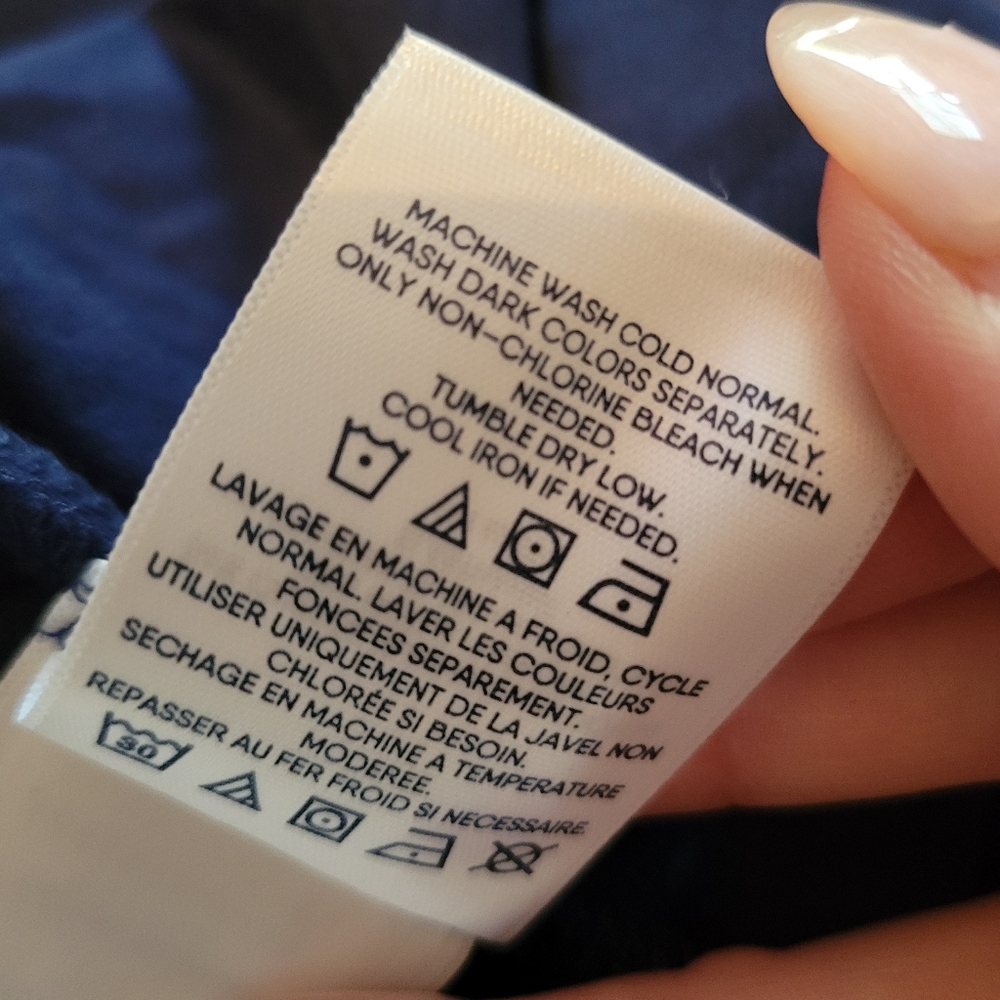 MACHINE WASH COLD NORMAL.
WASH DARK COLORS SEPARATELY.
ONLY NON-CHLORINE BLEACH WHEN
NEEDED.
TUMBLE DRY LOW.
COOL IRON IF NEEDED.
LAVAGE EN MACHINE A FROID, CYCLE
NORMAL. LAVER LES COULEURS
FONCEES SEPAREMENT.
UTILISER UNIQUEMENT DE LA JAVEL NON
CHLORÉE SI BESOIN.
SECHAGE EN MACHINE A TEMPERATURE
MODEREE.
REPASSER AU FER FROID SI NECESSAIRE.
30